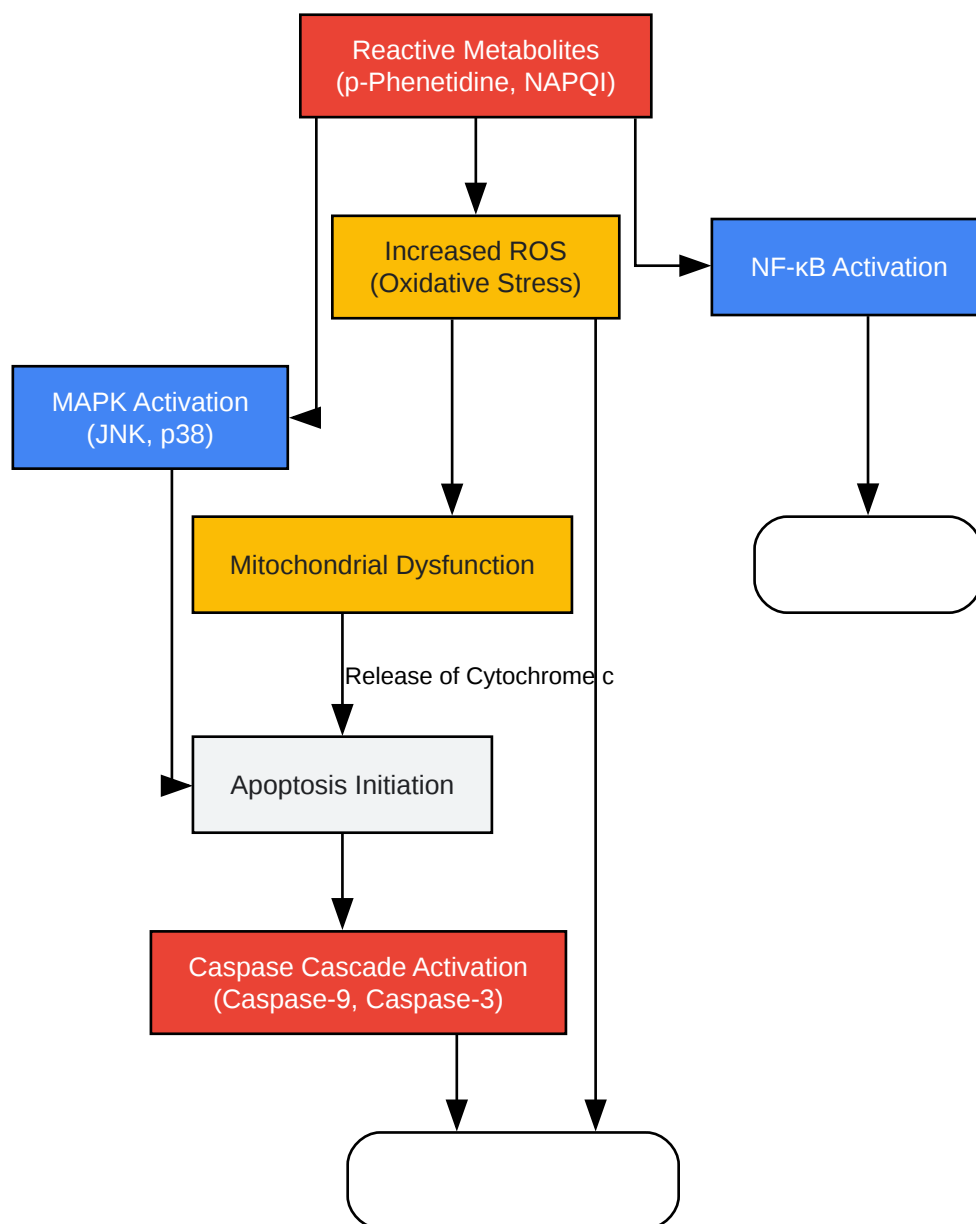 Reactive Metabolites
(p-Phenetidine, NAPQI)
Increased ROS
(Oxidative Stress)
NF-κB Activation
MAPK Activation
(JNK, p38)
Mitochondrial Dysfunction
Release of Cytochrome c
Apoptosis Initiation
Caspase Cascade Activation
(Caspase-9, Caspase-3)